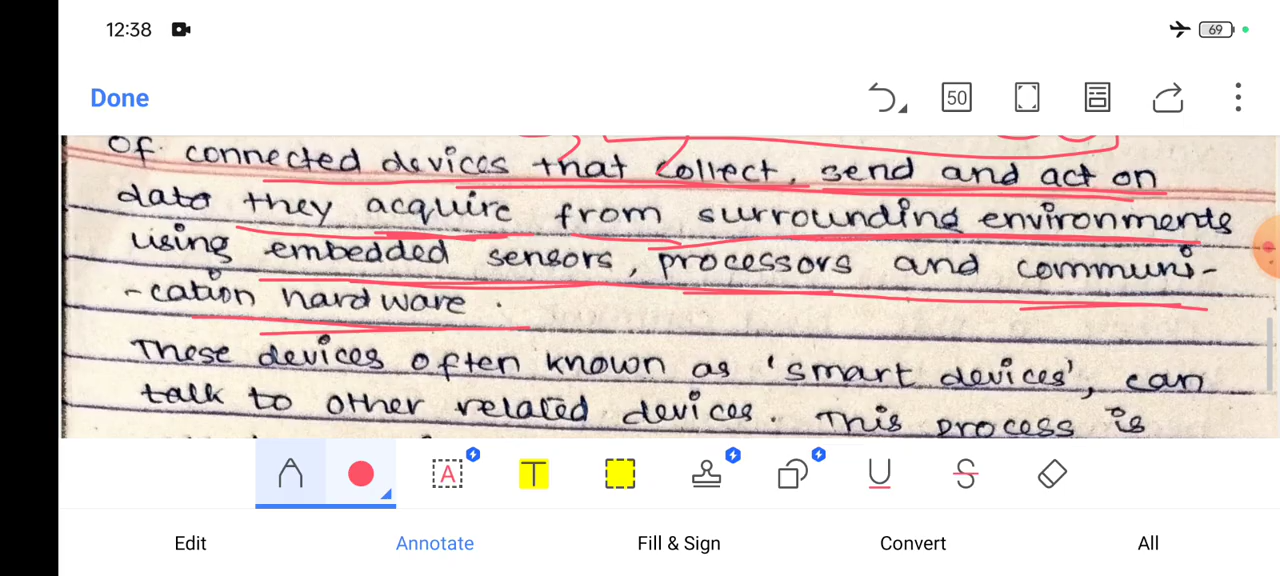 12:38
69
Done
50
of connected devices that collect, send and act on
data they acquire from surrounding environments
using embedded sensors, processors and communi-
-cation hardware.
These devices often known as 'smart devices', can
talk to other related devices. This process is
A
T
U
S
Edit
Annotate
Fill & Sign
Convert
All